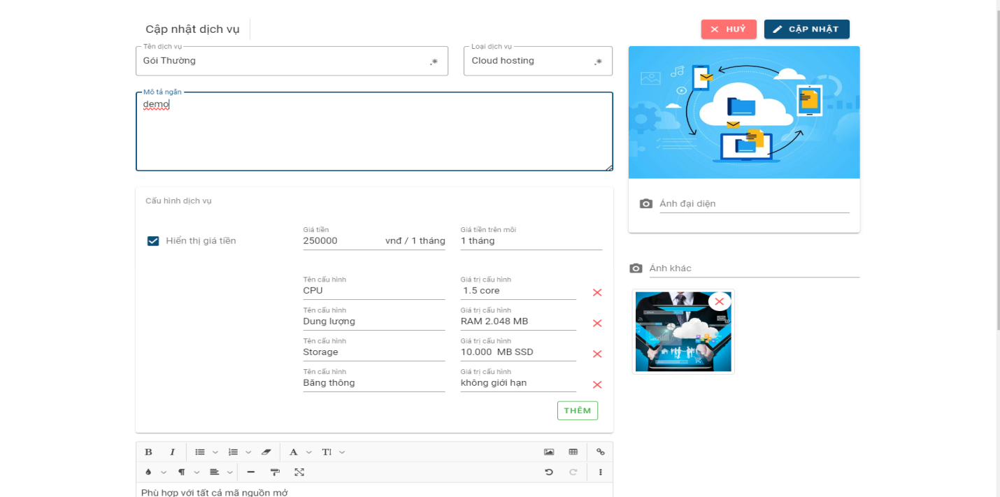 Cập nhật dịch vụ
HUỶ
CẬP NHẬT
Tên dịch vụ
Gói Thường
Loại dịch vụ
Cloud hosting
Mô tả ngắn
demo
Cấu hình dịch vụ
Hiển thị giá tiền
Giá tiền
250000 vnđ / 1 tháng
Giá tiền trên mỗi
1 tháng
Tên cấu hình
CPU
Giá trị cấu hình
1.5 core
Tên cấu hình
Dung lượng
Giá trị cấu hình
RAM 2.048 MB
Tên cấu hình
Storage
Giá trị cấu hình
10.000 MB SSD
Tên cấu hình
Băng thông
Giá trị cấu hình
không giới hạn
THÊM
Phù hợp với tất cả mã nguồn mở
Ảnh đại diện
Ảnh khác